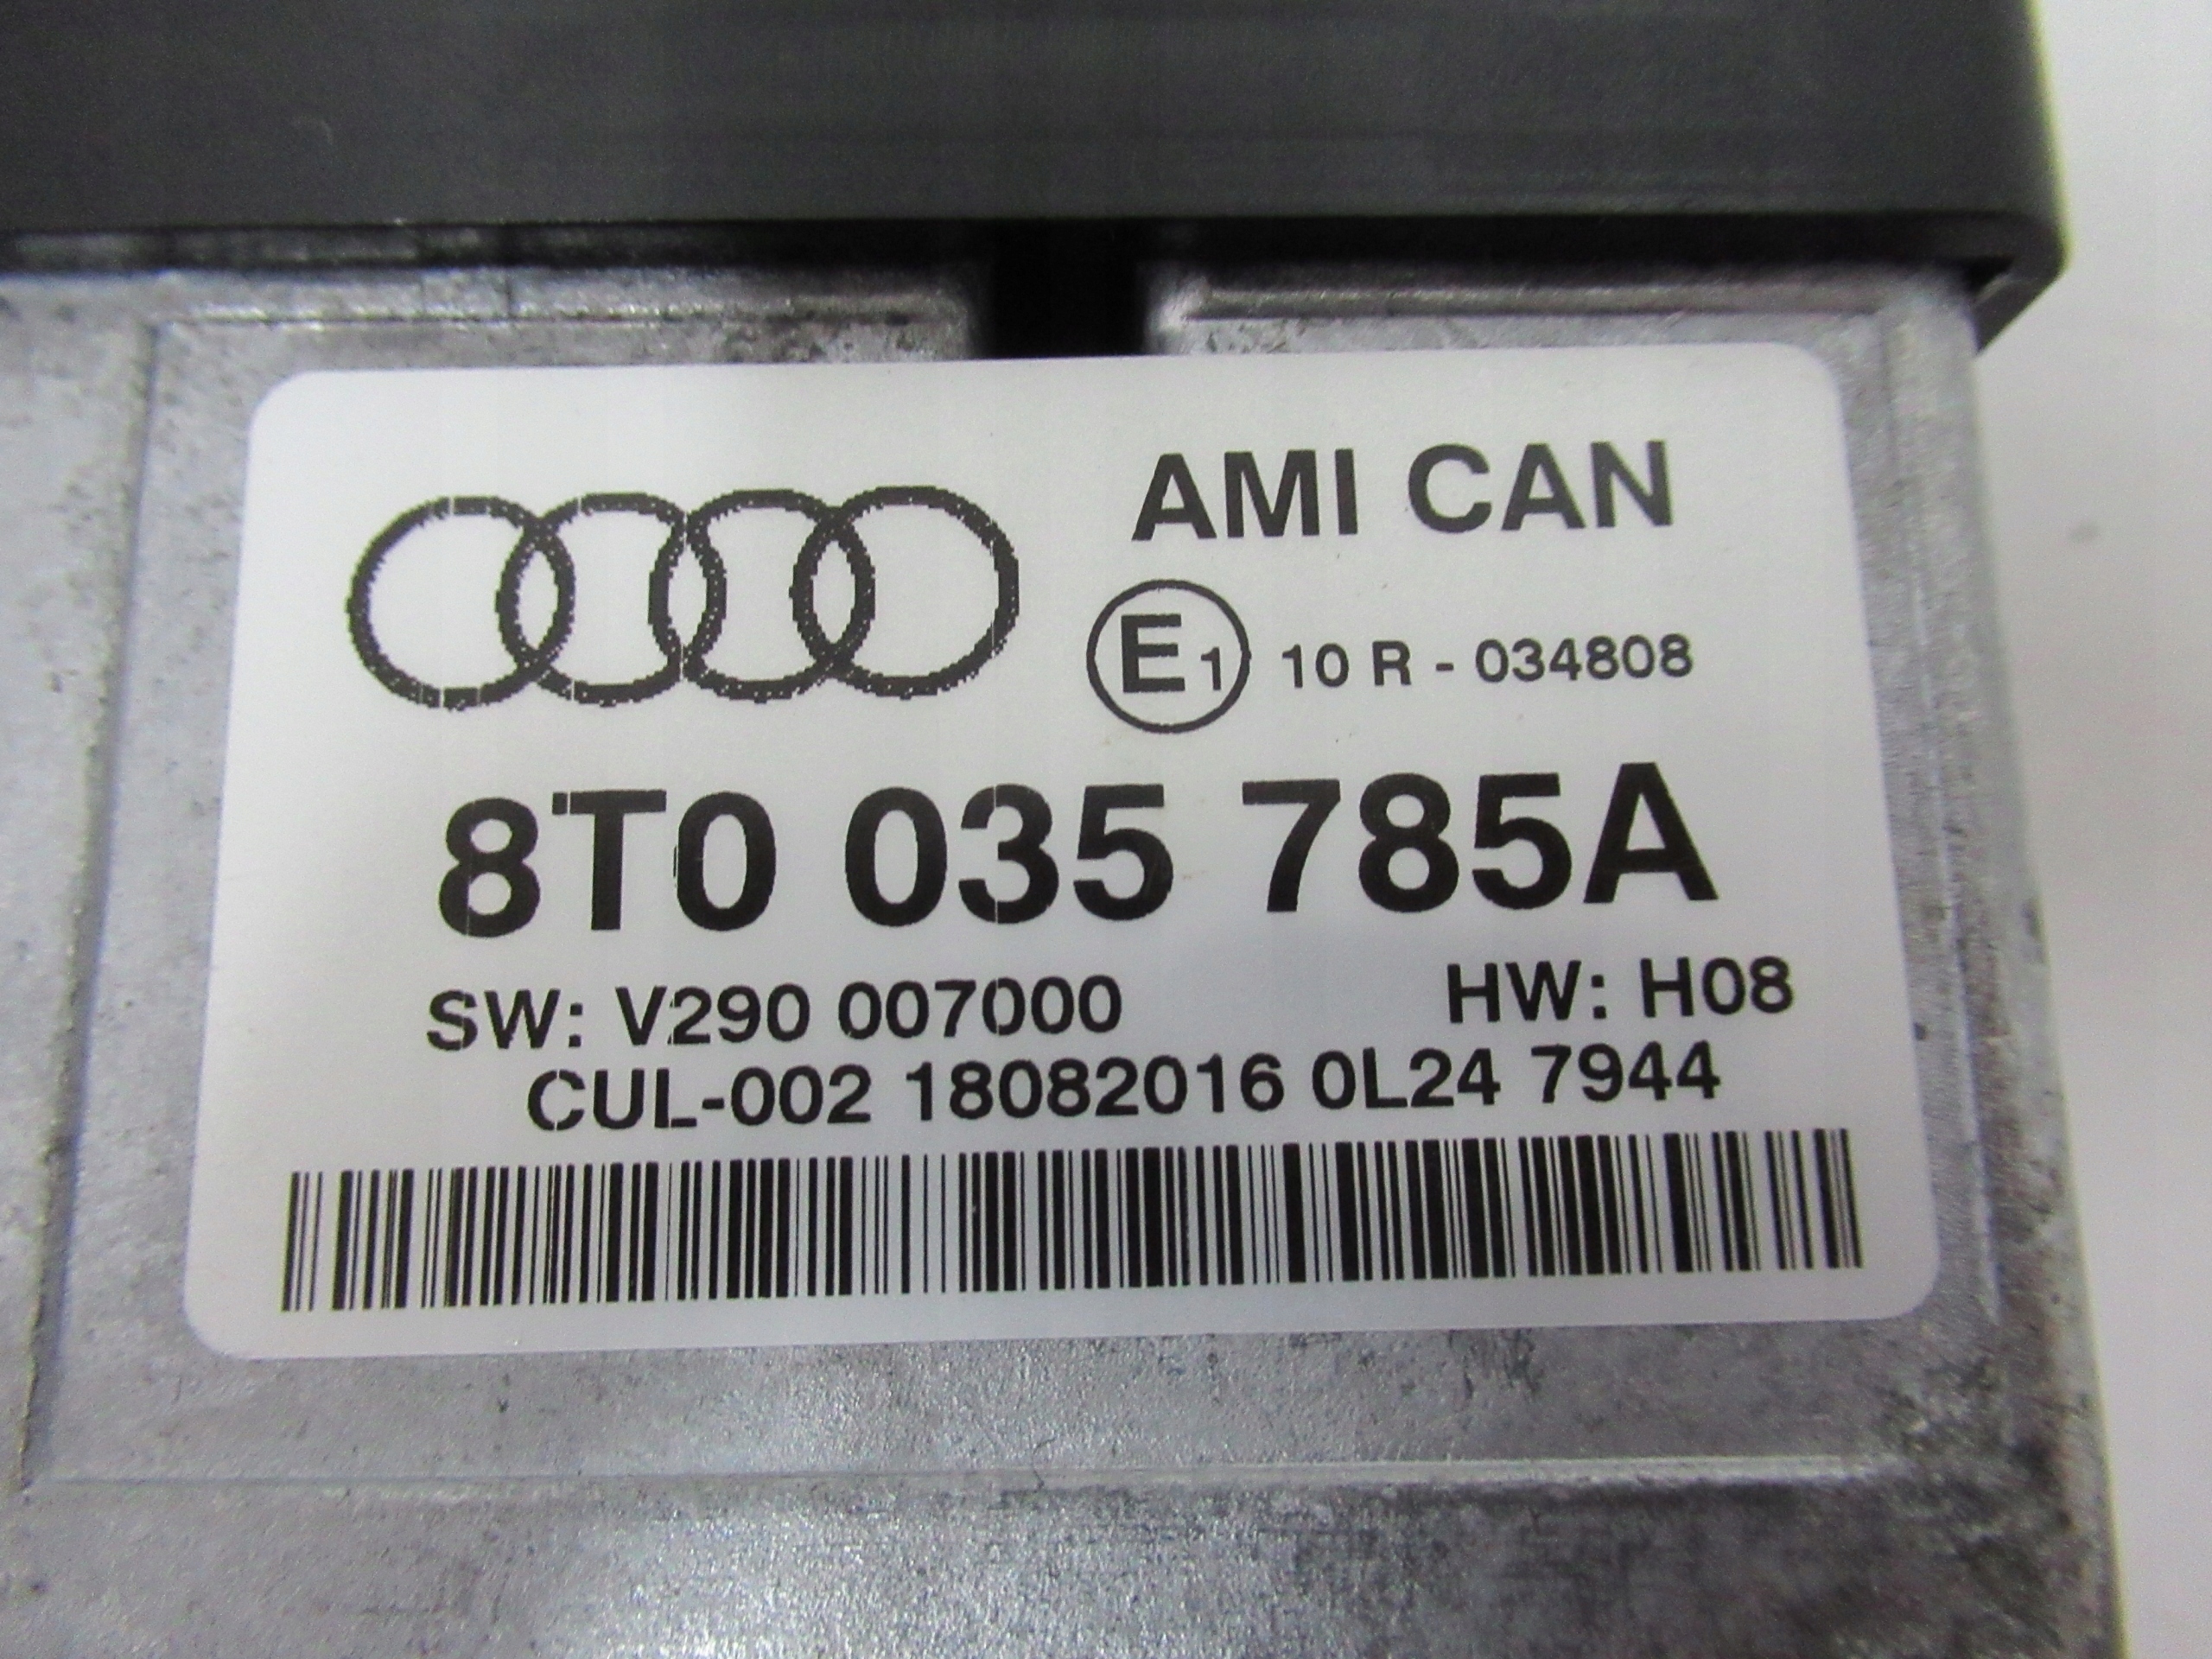 AMI CAN
E1 10 R - 034808
8T0 035 785A
SW: V290 007000 HW: H08
CUL-002 18082016 0L24 7944